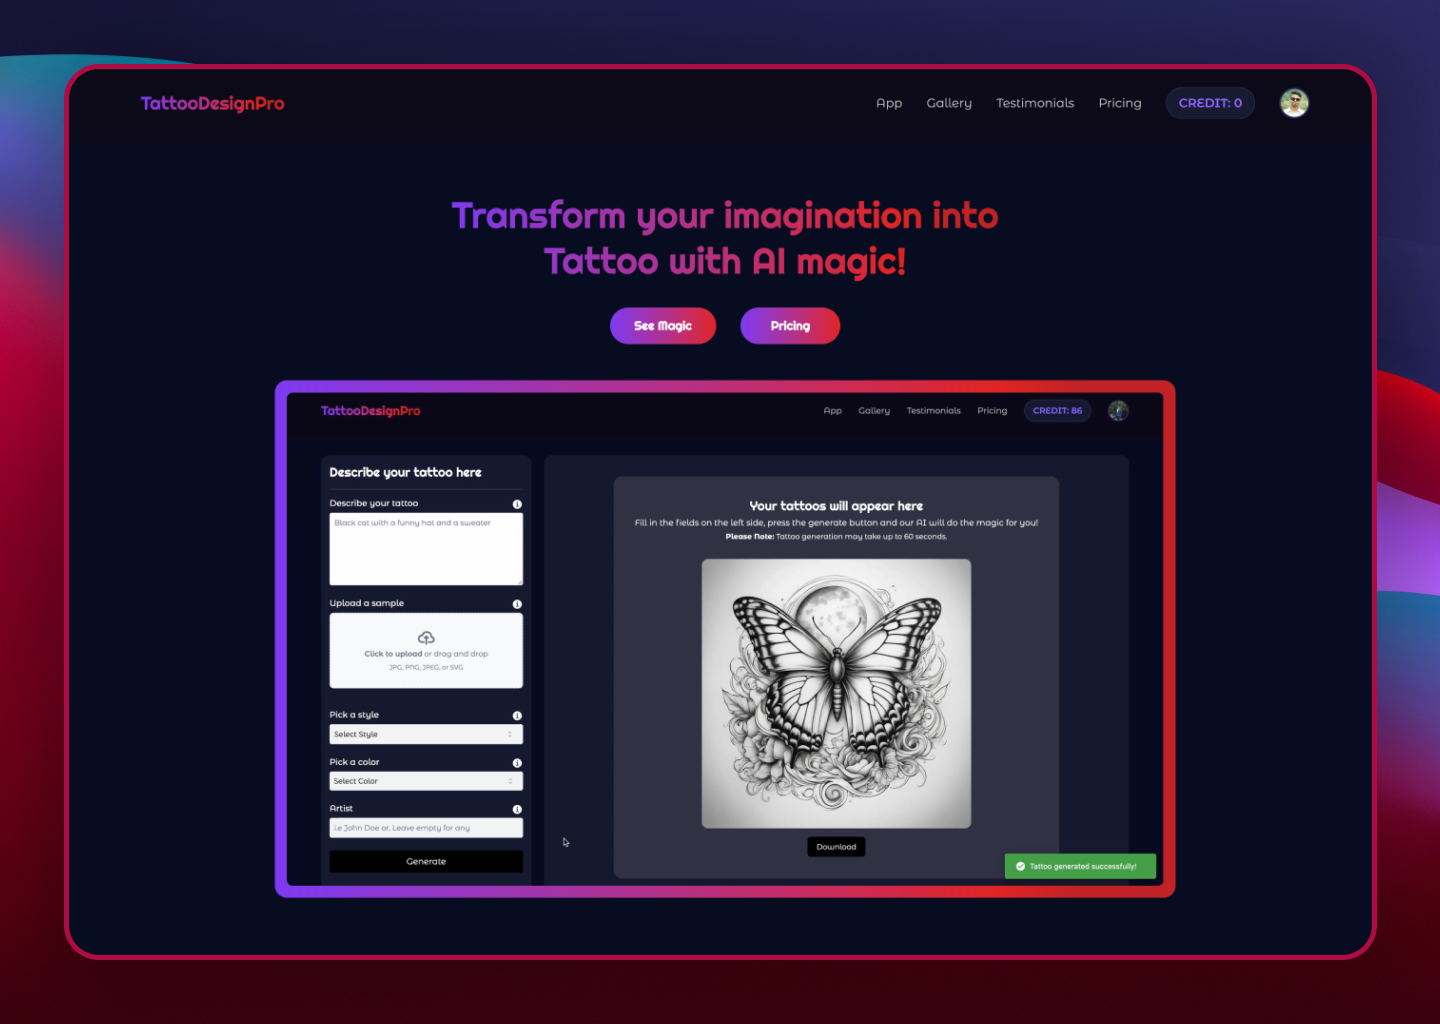 TattooDesignPro
App
Gallery
Testimonials
Pricing
CREDIT: 0
Transform your imagination into
Tattoo with AI magic!
See Magic
Pricing
TattooDesignPro
App
Gallery
Testimonials
Pricing
CREDIT: 86
Describe your tattoo here
Describe your tattoo
Black cat with a funny hat and a sweater
Upload a sample
Click to upload or drag and drop
JPG, PNG, JPEG, or SVG
Pick a style
Select Style
Pick a color
Select Color
Artist
i.e John Doe or, Leave empty for any
Generate
Your tattoos will appear here
Fill in the fields on the left side, press the generate button and our AI will do the magic for you!
Please Note: Tattoo generation may take up to 60 seconds.
Download
Tattoo generated successfully!